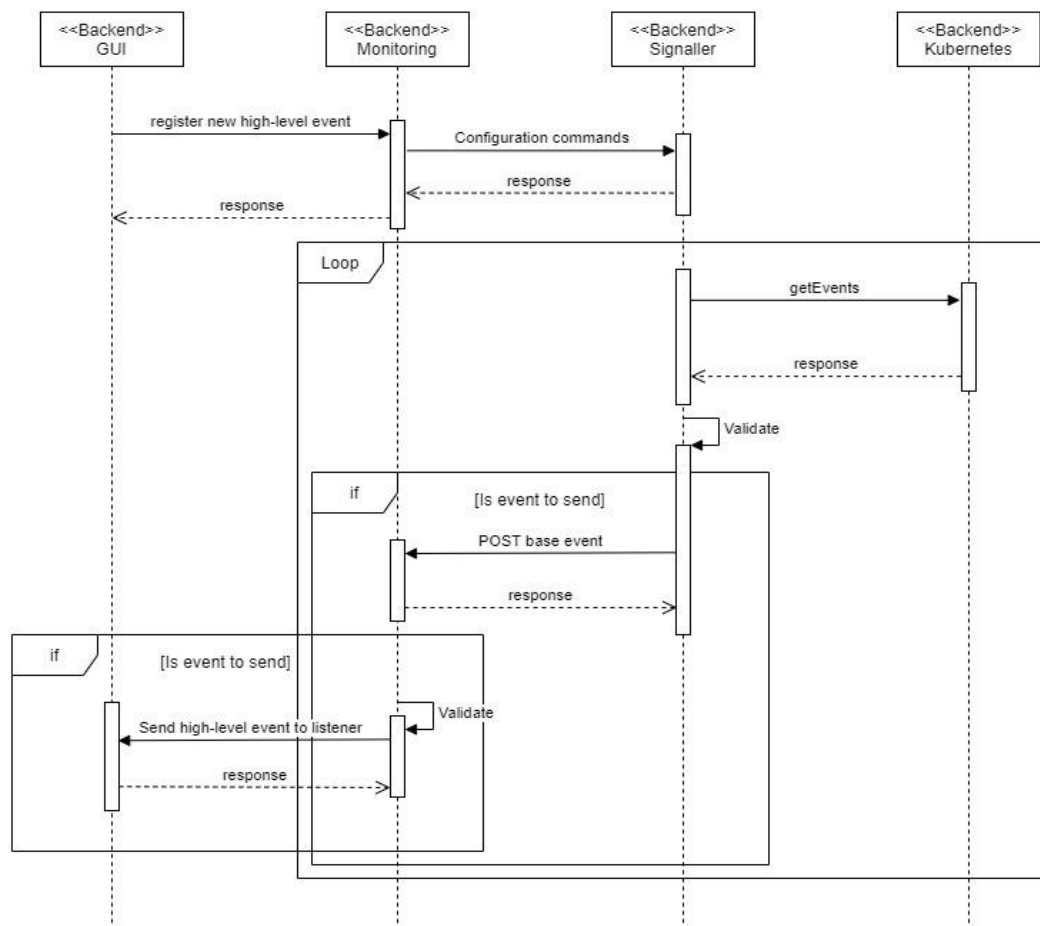 <<Backend>>
GUI
<<Backend>>
Monitoring
<<Backend>>
Signaller
<<Backend>>
Kubernetes
register new high-level event
Configuration commands
response
response
Loop
getEvents
response
Validate
if
[Is event to send]
POST base event
response
if
[Is event to send]
Validate
Send high-level event to listener
response